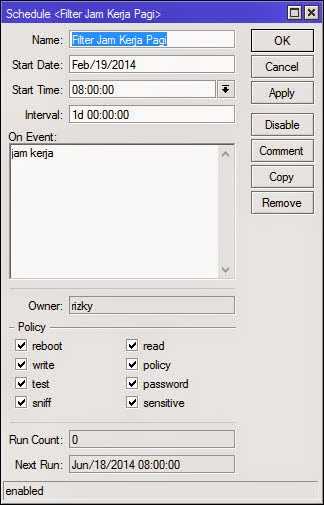 Schedule <Filter Jam Kerja Pagi>
Name: Filter Jam Kerja Pagi
OK
Start Date: Feb/19/2014
Cancel
Start Time: 08:00:00
Apply
Interval: 1d 00:00:00
Disable
On Event:
jam kerja
Comment
Copy
Remove
Owner: rizky
Policy
reboot read
write policy
test password
sniff sensitive
Run Count: 0
Next Run: Jun/18/2014 08:00:00
enabled